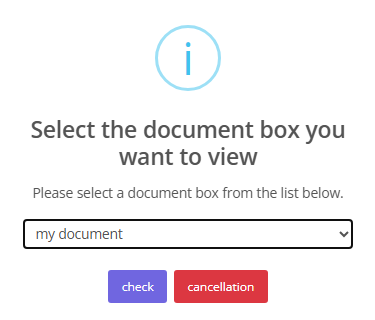 Select the document box you
want to view
Please select a document box from the list below.
my document
check
cancellation